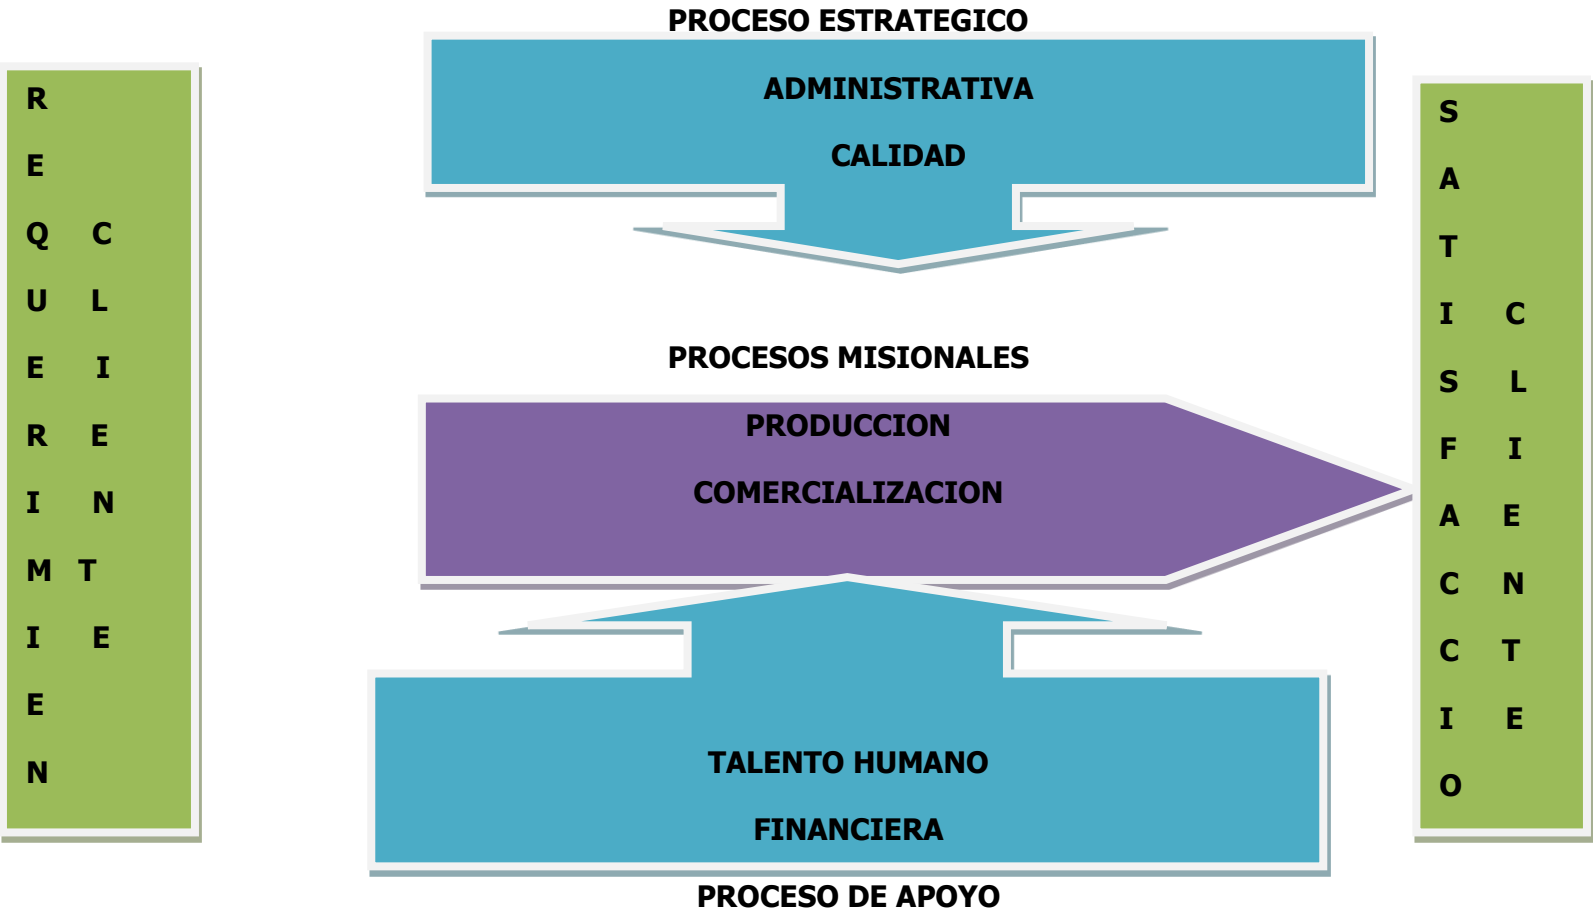 PROCESO ESTRATEGICO
ADMINISTRATIVA
CALIDAD
REQUERIMIEN
CLIENTE
PROCESOS MISIONALES
PRODUCCION
COMERCIALIZACION
TALENTO HUMANO
FINANCIERA
PROCESO DE APOYO
SATISFACCIO
CLIENTE